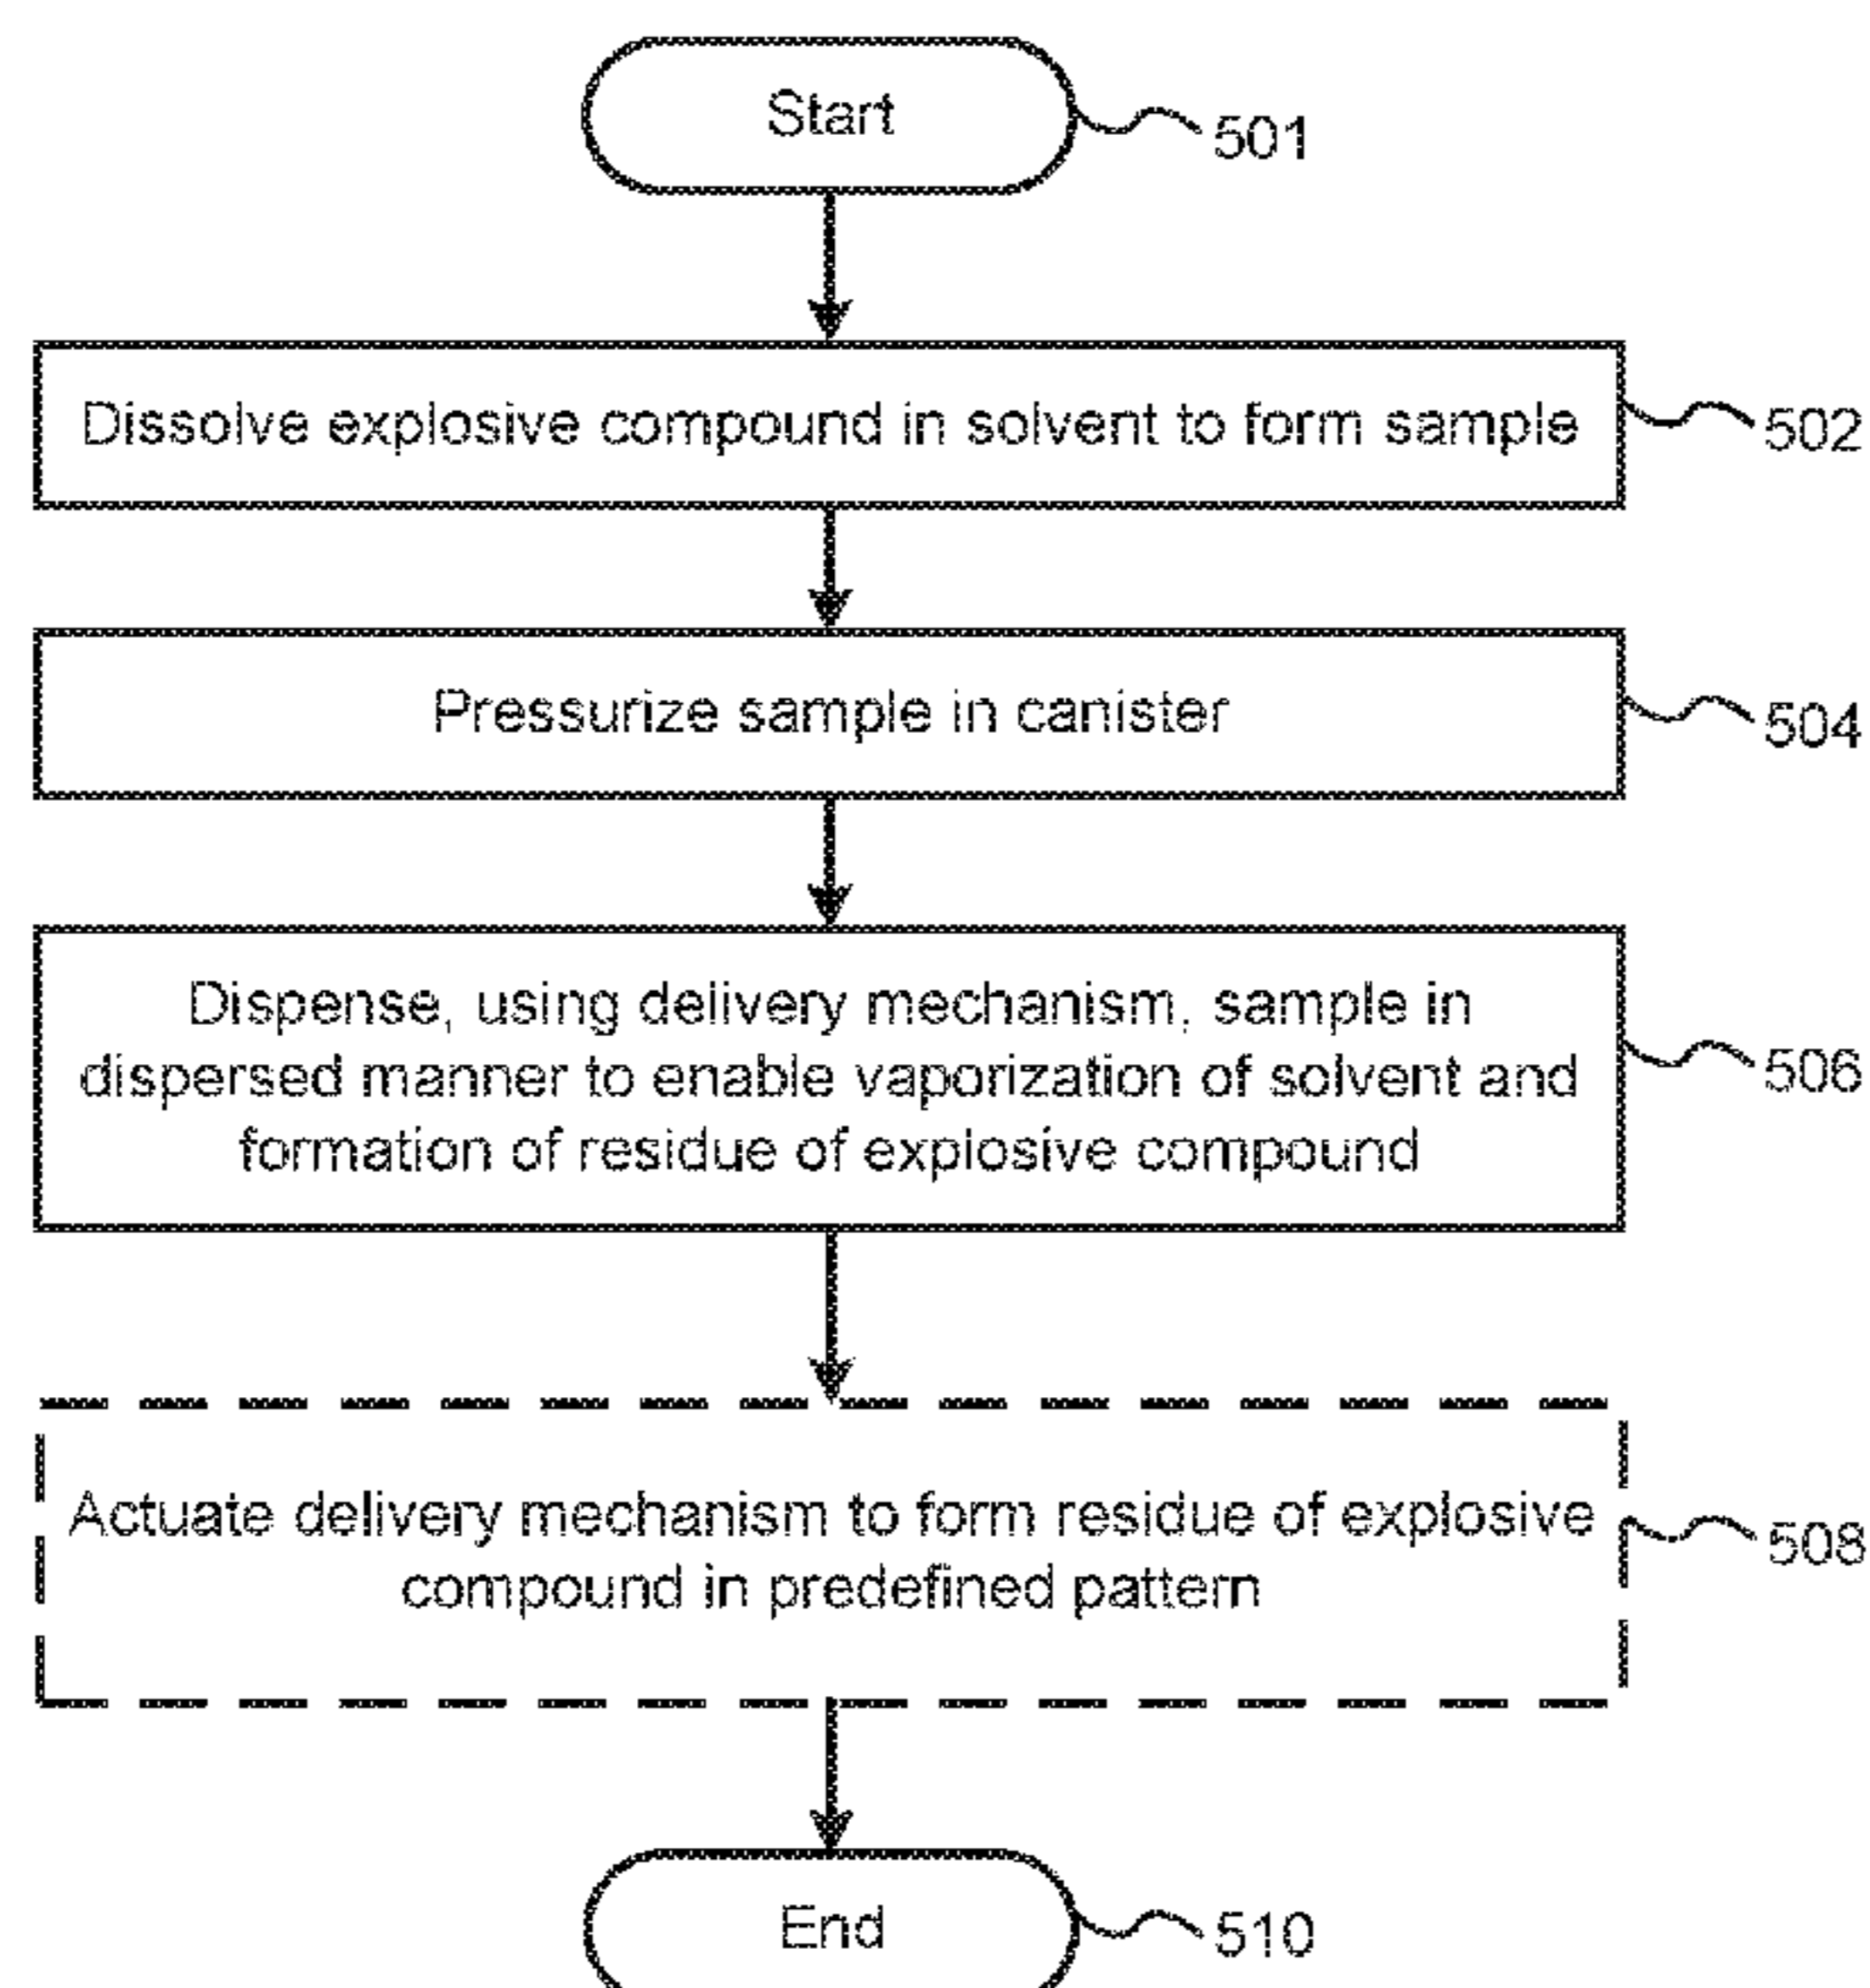 Start
501
Dissolve explosive compound in solvent to form sample
502
Pressurize sample in canister
504
Dispense, using delivery mechanism, sample in
dispersed manner to enable vaporization of solvent and
formation of residue of explosive compound
506
Actuate delivery mechanism to form residue of explosive
compound in predefined pattern
508
End
510